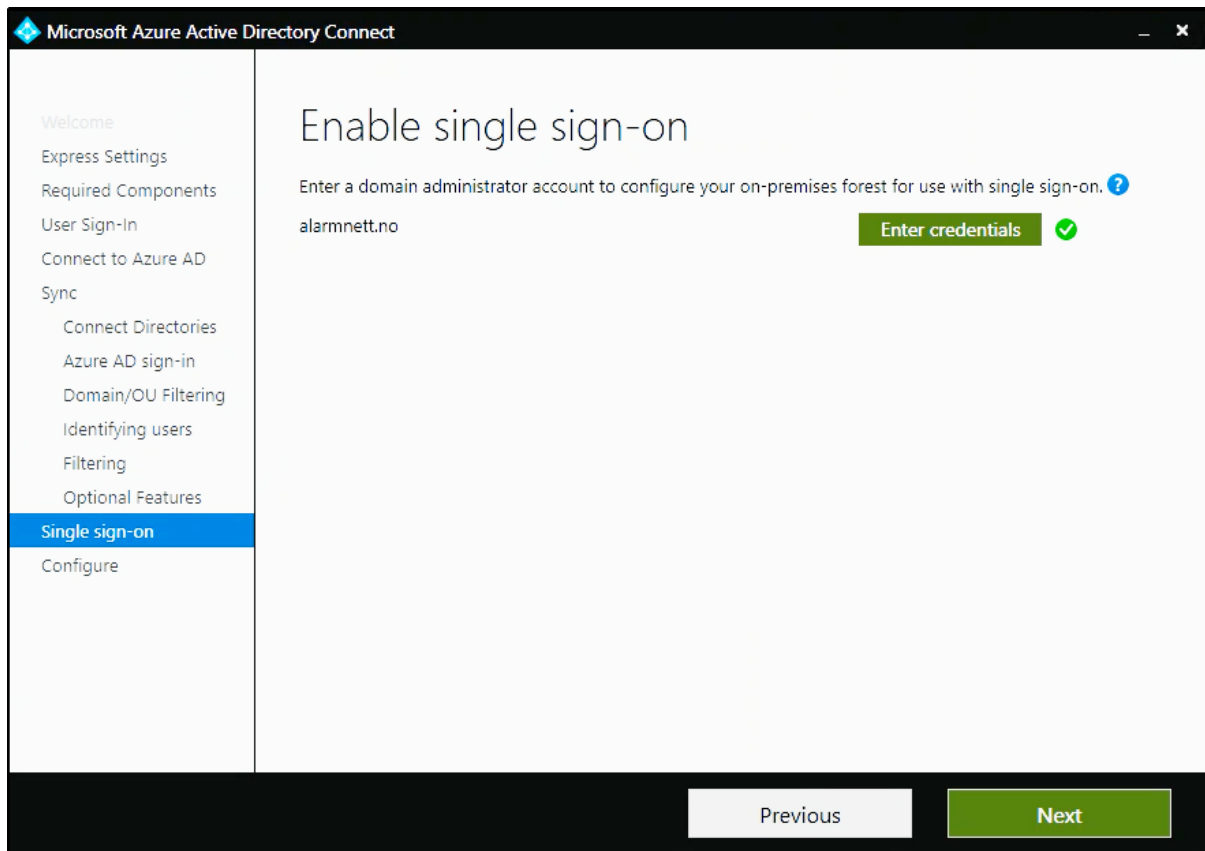 Microsoft Azure Active Directory Connect
Welcome
Express Settings
Required Components
User Sign-In
Connect to Azure AD
Sync
Connect Directories
Azure AD sign-in
Domain/OU Filtering
Identifying users
Filtering
Optional Features
Single sign-on
Configure
Enable single sign-on
Enter a domain administrator account to configure your on-premises forest for use with single sign-on. ?
alarmnett.no
Enter credentials
Previous
Next